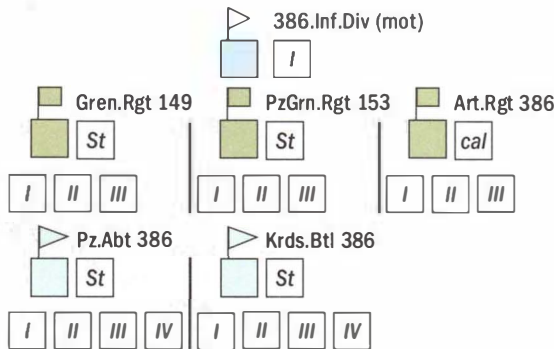 386.Inf.Div (mot)
I
Gren.Rgt 149 PzGrn.Rgt 153 Art.Rgt 386
St St cal
I II III I II III I II III
Pz.Abt 386 Krds.Btl 386
St St
I II III IV I II III IV